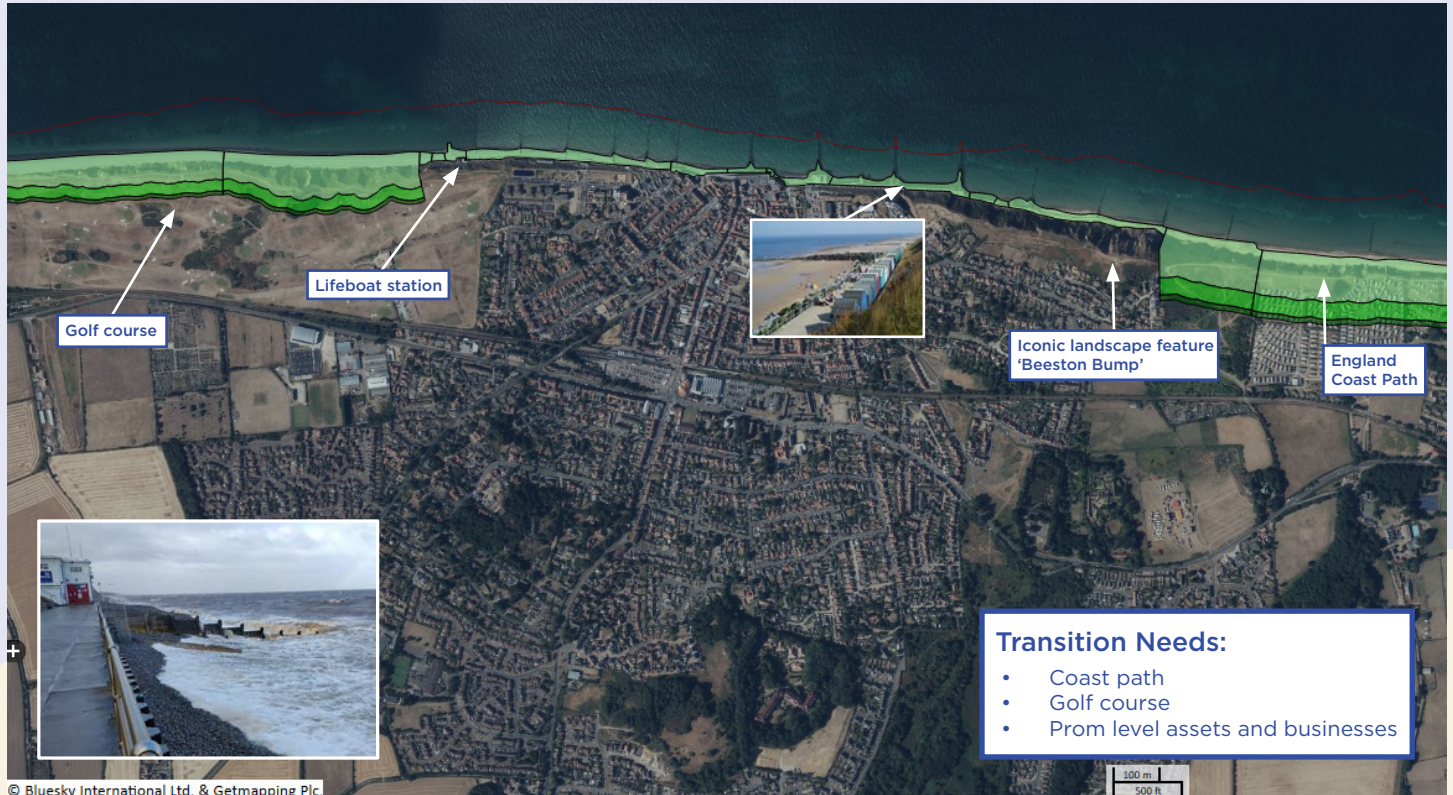 Lifeboat station
Golf course
Iconic landscape feature
‘Beeston Bump’
England
Coast Path
Transition Needs:
• Coast path
• Golf course
• Prom level assets and businesses
100 m
500 ft
© Bluesky International Ltd. & Getmapping Plc.